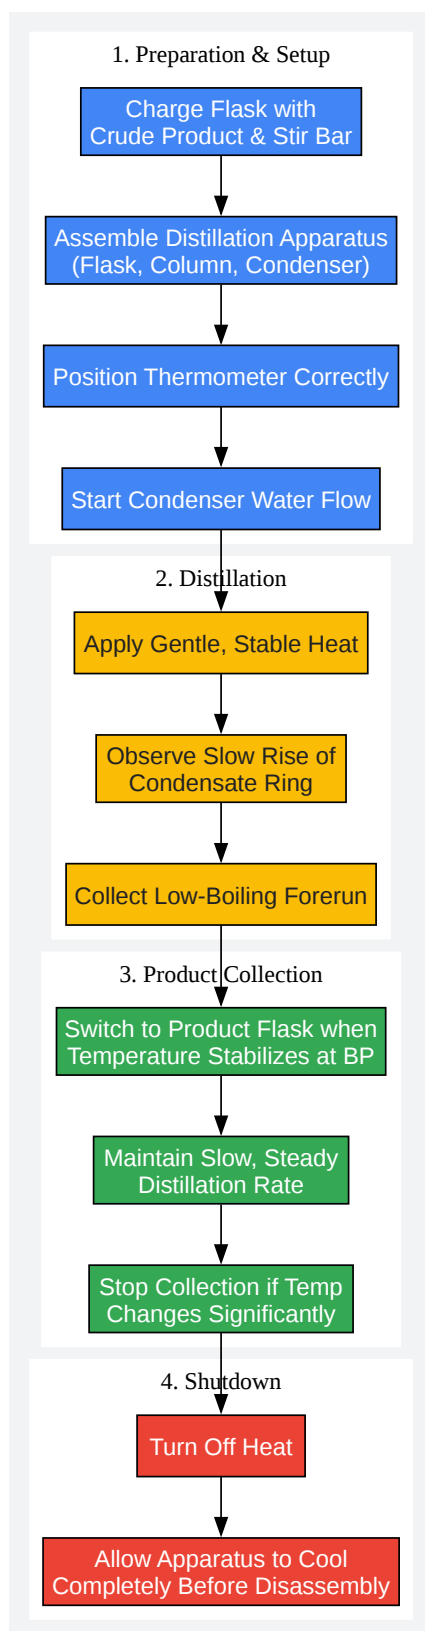 1. Preparation & Setup
Charge Flask with
Crude Product & Stir Bar
Assemble Distillation Apparatus
(Flask, Column, Condenser)
Position Thermometer Correctly
Start Condenser Water Flow
2. Distillation
Apply Gentle, Stable Heat
Observe Slow Rise of
Condensate Ring
Collect Low-Boiling Forerun
3. Product Collection
Switch to Product Flask when
Temperature Stabilizes at BP
Maintain Slow, Steady
Distillation Rate
Stop Collection if Temp
Changes Significantly
4. Shutdown
Turn Off Heat
Allow Apparatus to Cool
Completely Before Disassembly